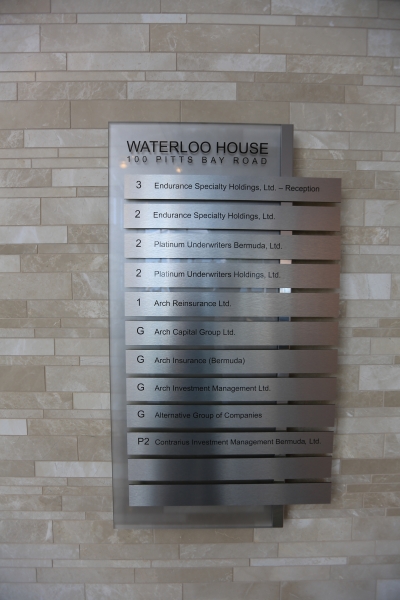 WATERLOO HOUSE
100 PITTS BAY ROAD
3 Endurance Specialty Holdings, Ltd. – Reception
2 Endurance Specialty Holdings, Ltd.
2 Platinum Underwriters Bermuda, Ltd.
2 Platinum Underwriters Holdings, Ltd.
1 Arch Reinsurance Ltd.
G Arch Capital Group Ltd.
G Arch Insurance (Bermuda)
G Arch Investment Management Ltd.
G Alternative Group of Companies
P2 Contrarius Investment Management Bermuda, Ltd.